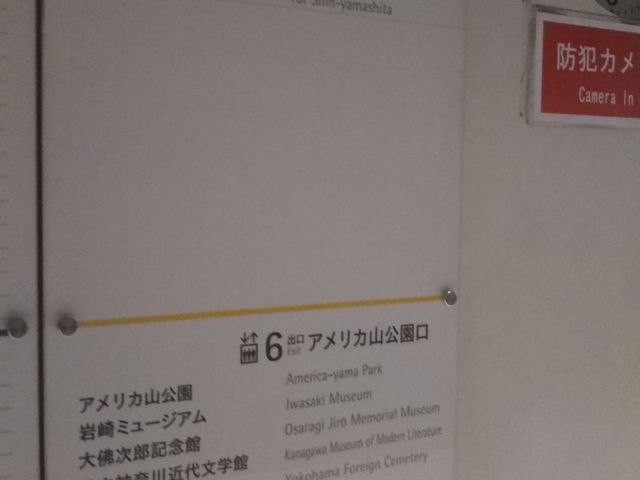 Shin-yamashita
防犯カメ
Camera In
6 出口 Exit アメリカ山公園口
アメリカ山公園
America-yama Park
岩崎ミュージアム
Iwasaki Museum
大佛次郎記念館
Osaragi Jiro Memorial Museum
神奈川近代文学館
Kanagawa Museum of Modern Literature
Yokohama Foreign Cemetery